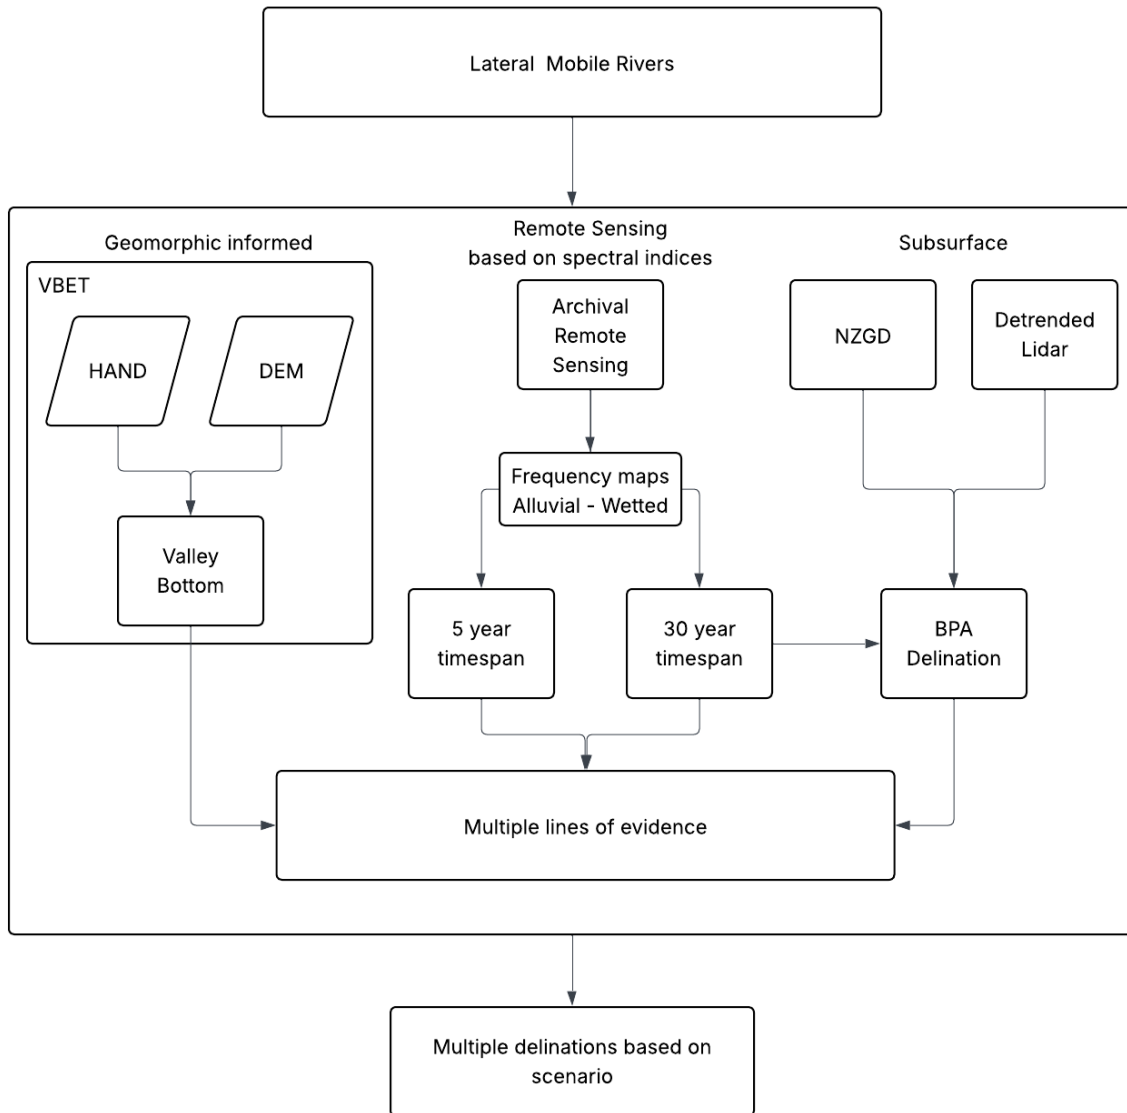 Lateral  Mobile Rivers
Geomorphic informed
Remote Sensing
based on spectral indices
Subsurface
VBET
HAND
DEM
Valley
Bottom
Archival
Remote
Sensing
Frequency maps
Alluvial - Wetted
5 year
timespan
30 year
timespan
NZGD
Detrended
Lidar
BPA
Delination
Multiple lines of evidence
Multiple delinations based on
scenario